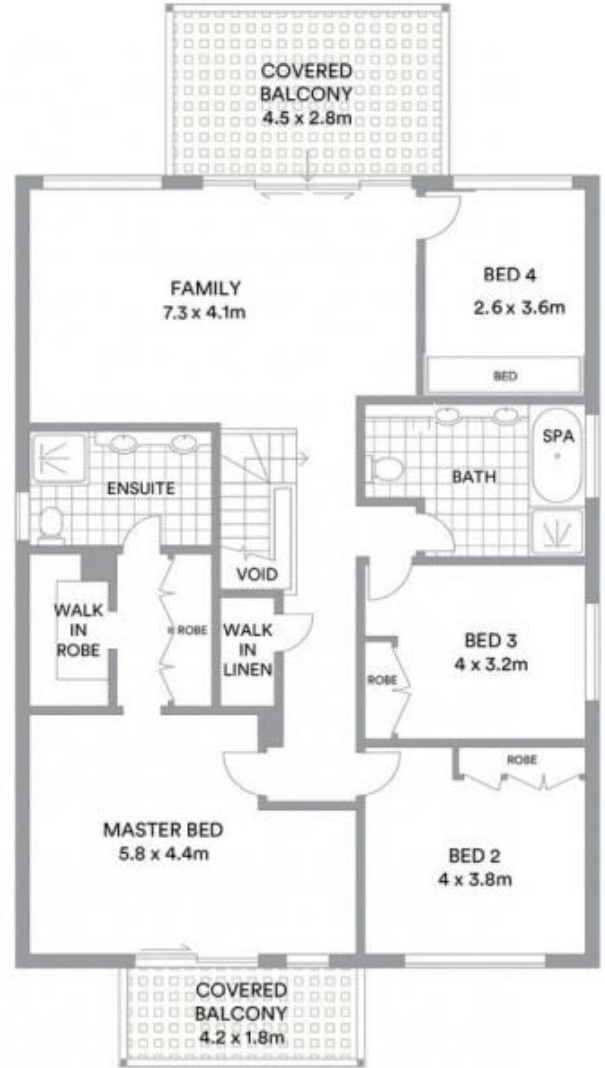 COVERED
BALCONY
4.5 x 2.8m
FAMILY
7.3 x 4.1m
BED 4
2.6 x 3.6m
BED
ENSUITE
BATH
SPA
VOID
WALK
IN
ROBE
ROBE
WALK
IN
LINEN
BED 3
4 x 3.2m
ROBE
ROBE
MASTER BED
5.8 x 4.4m
BED 2
4 x 3.8m
COVERED
BALCONY
4.2 x 1.8m